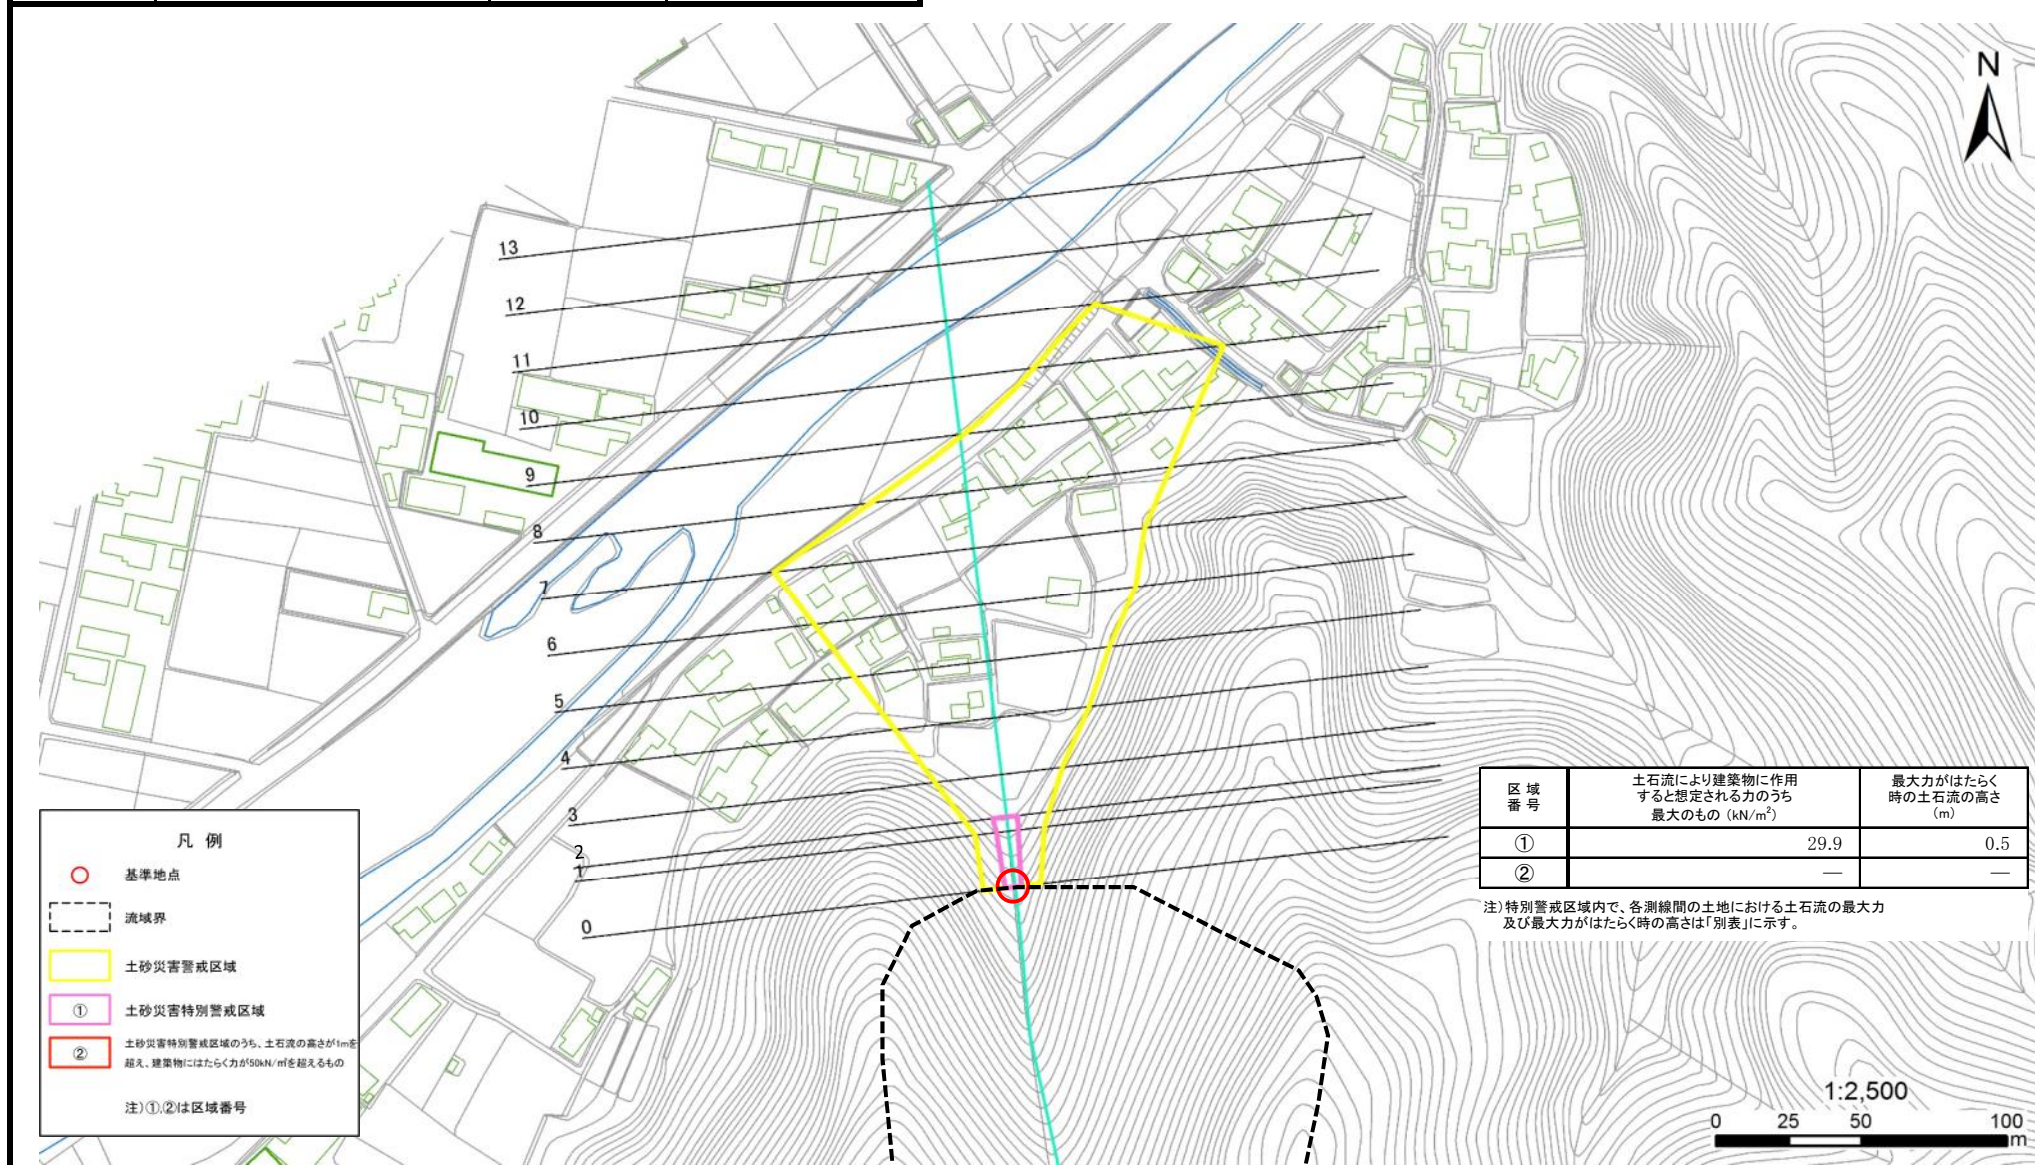 N
13
12
11
10
9
8
7
6
5
4
3
2
1
0
凡 例
基準地点
流域界
土砂災害警戒区域
① 土砂災害特別警戒区域
② 土砂災害特別警戒区域のうち、土石流の高さが1mを
超え、建築物にはたらく力が50kN/㎡を超えるもの
注)①,②は区域番号
区 域
番 号
土石流により建築物に作用
すると想定される力のうち
最大のもの (kN/m²)
最大力がはたらく
時の土石流の高さ
(m)
① 29.9 0.5
② — —
注)特別警戒区域内で、各測線間の土地における土石流の最大力
及び最大力がはたらく時の高さは「別表」に示す。
1:2,500
0 25 50 100
m